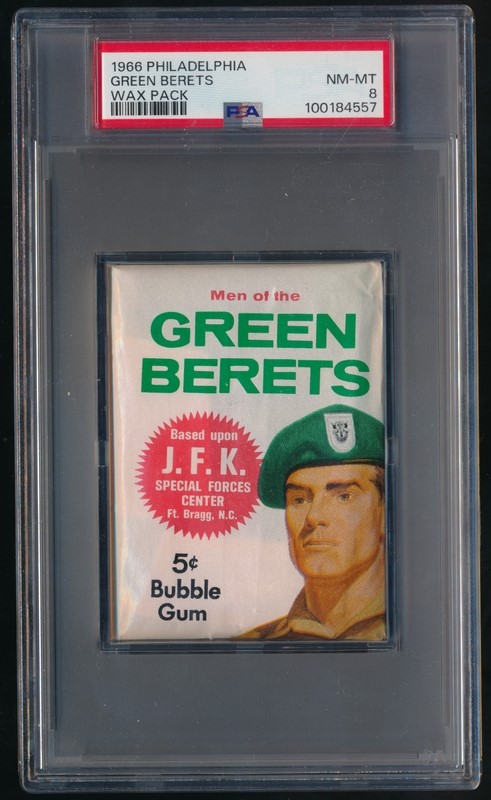 1966 PHILADELPHIA
GREEN BERETS
WAX PACK
NM-MT
8
100184557
PSA
Men of the
GREEN
BERETS
Based upon
J. F. K.
SPECIAL FORCES
CENTER
Ft. Bragg, N.C.
5¢
Bubble
Gum